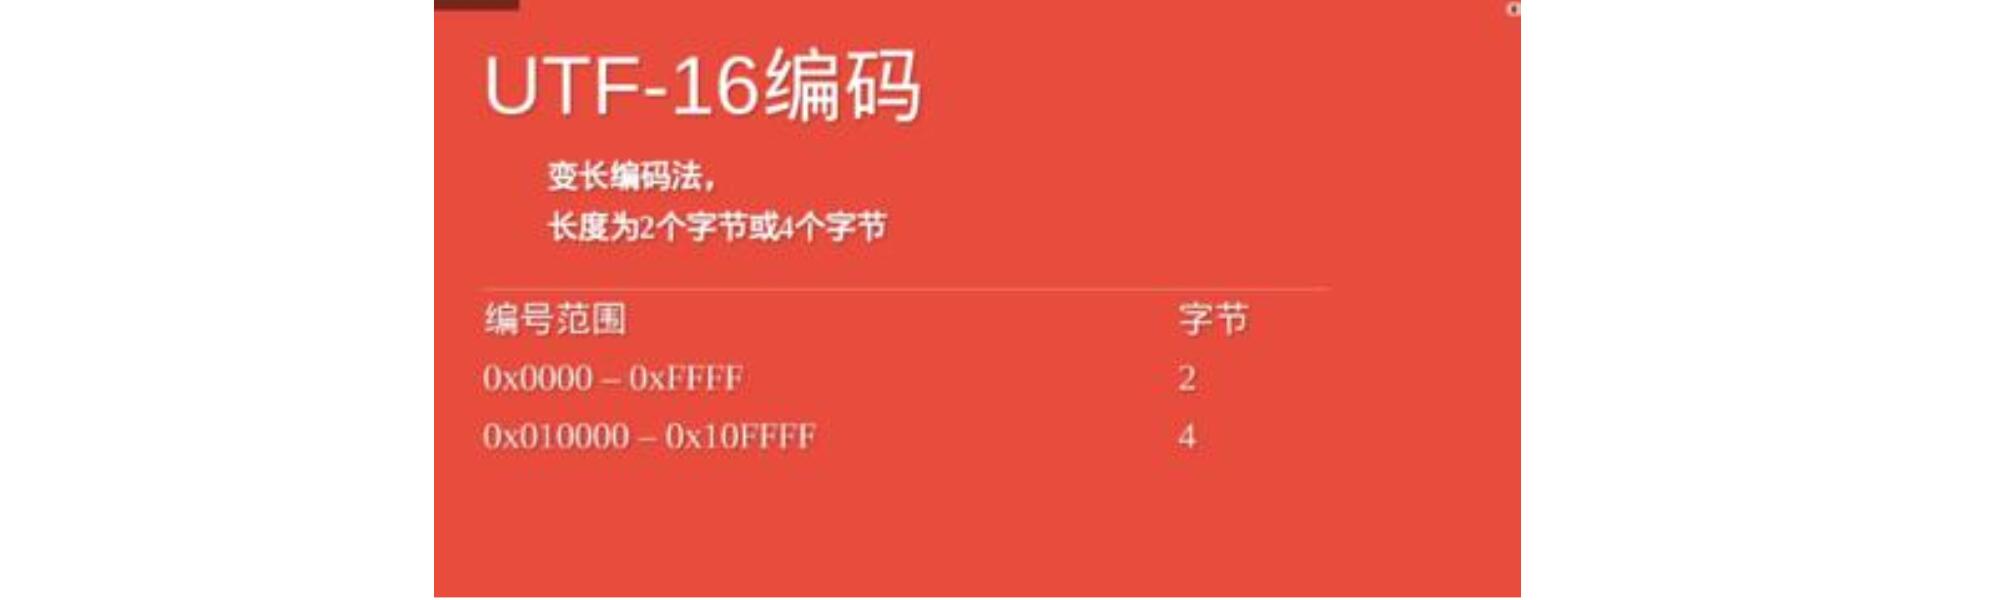 UTF-16编码
变长编码法，
长度为2个字节或4个字节
编号范围 字节
0x0000 – 0xFFFF 2
0x010000 – 0x10FFFF 4